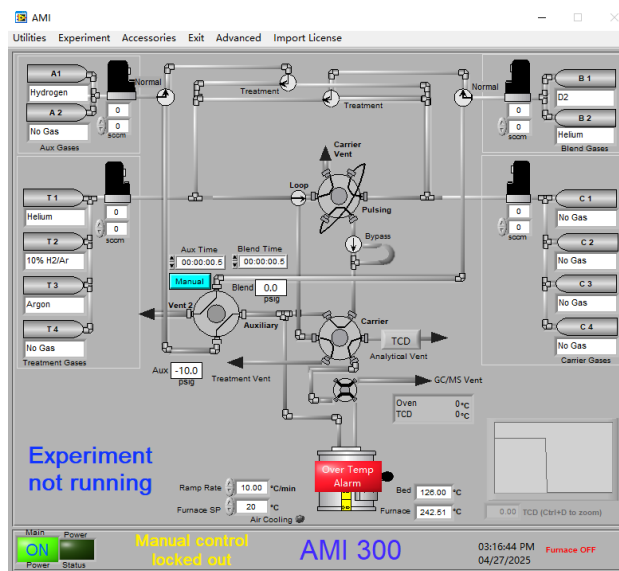 AMI
Utilities Experiment Accessories Exit Advanced Import License
A1
Hydrogen
A 2
No Gas
Aux Gases
0
0
sccm
Normal
Treatment
Treatment
Normal
0
0
sccm
B 1
D2
B 2
Helium
Blend Gases
T 1
Helium
T 2
10% H2/Ar
T 3
Argon
T 4
No Gas
Treatment Gases
0
0
sccm
Carrier
Vent
Loop
Pulsing
Bypass
0
0
sccm
C 1
No Gas
C 2
No Gas
C 3
No Gas
C 4
No Gas
Carrier Gases
Aux Time Blend Time
00:00:00.5 00:00:00.5
Manual
Blend 0.0
psig
Vent 2
Auxiliary
Carrier
TCD
Analytical Vent
Aux -10.0
psig
Treatment Vent
GC/MS Vent
Oven 0°C
TCD 0°C
Experiment
not running
Over Temp
Alarm
Ramp Rate 10.00 °C/min
Furnace SP 20 °C
Air Cooling
Bed 126.00 °C
Furnace 242.51 °C
0.00 TCD (Ctrl+D to zoom)
Main Power
ON
Power Status
Manual control
locked out
AMI 300
03:16:44 PM
04/27/2025
Furnace OFF